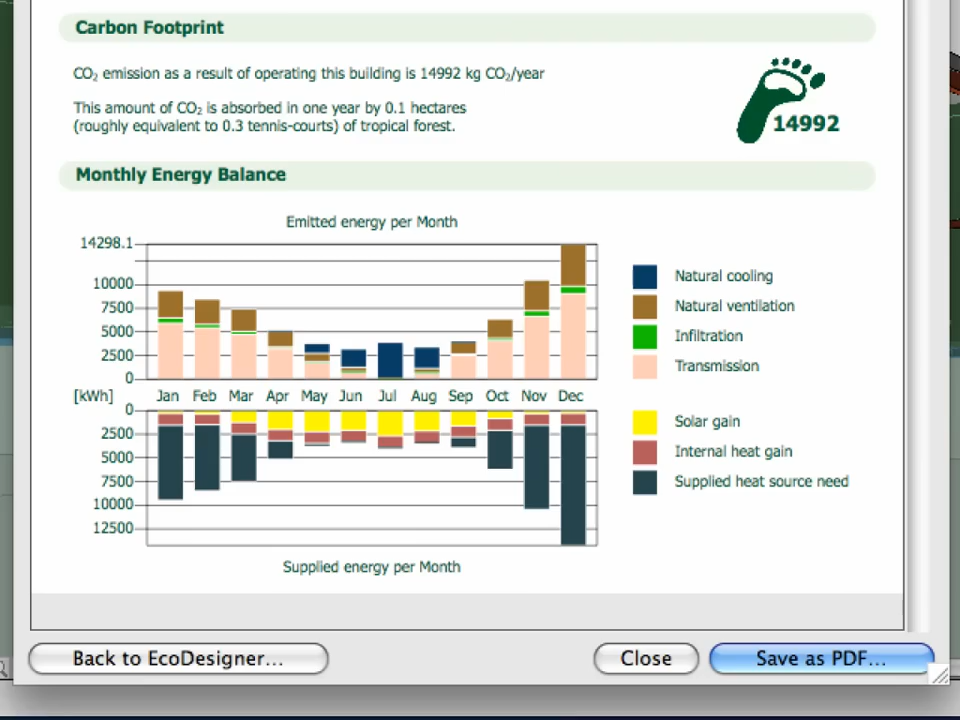 Carbon Footprint
CO₂ emission as a result of operating this building is 14992 kg CO₂/year
This amount of CO₂ is absorbed in one year by 0.1 hectares
(roughly equivalent to 0.3 tennis-courts) of tropical forest.
14992
Monthly Energy Balance
Emitted energy per Month
14298.1
10000
7500
5000
2500
0
[kWh] Jan Feb Mar Apr May Jun Jul Aug Sep Oct Nov Dec
0
2500
5000
7500
10000
12500
Supplied energy per Month
Natural cooling
Natural ventilation
Infiltration
Transmission
Solar gain
Internal heat gain
Supplied heat source need
Back to EcoDesigner...
Close
Save as PDF...